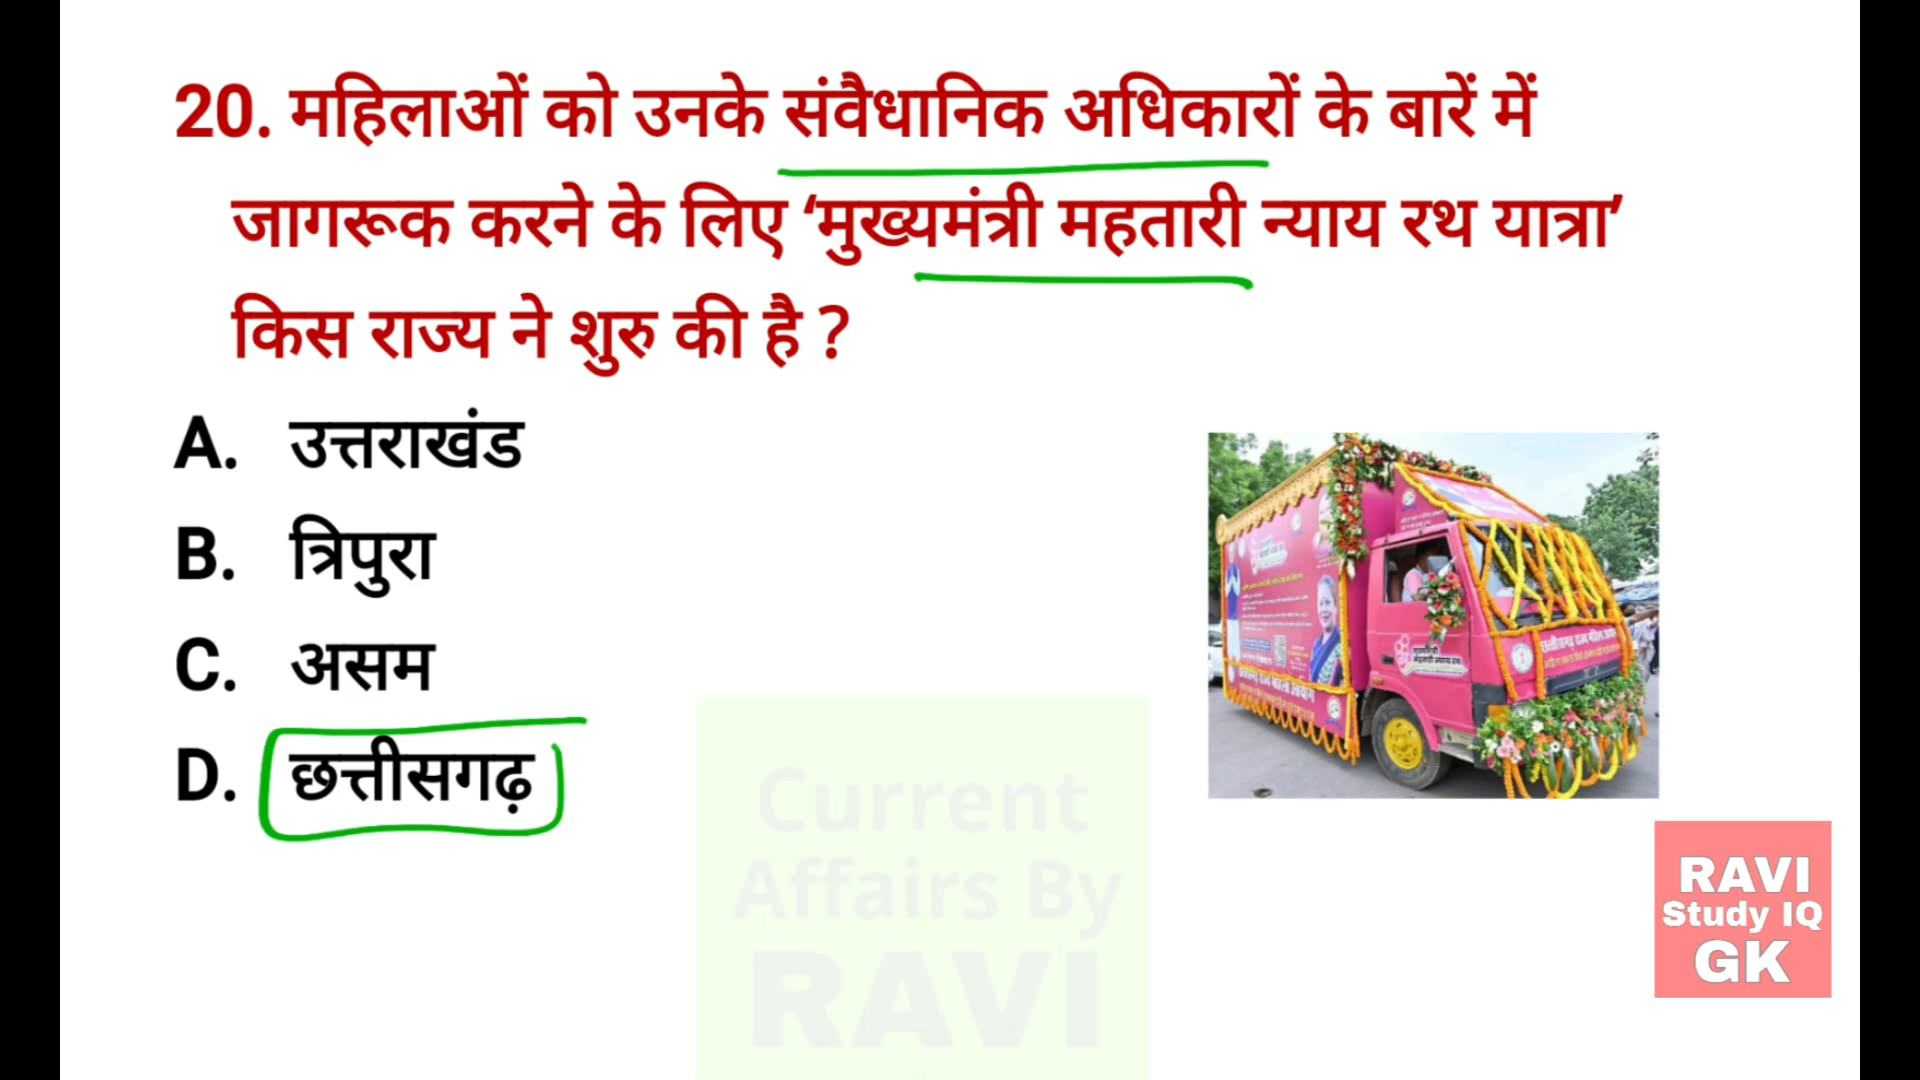 20. महिलाओं को उनके संवैधानिक अधिकारों के बारें में
जागरूक करने के लिए ‘मुख्यमंत्री महतारी न्याय रथ यात्रा’
किस राज्य ने शुरु की है ?
A. उत्तराखंड
B. त्रिपुरा
C. असम
D. छत्तीसगढ़
Current
Affairs By
RAVI
RAVI
Study IQ
GK